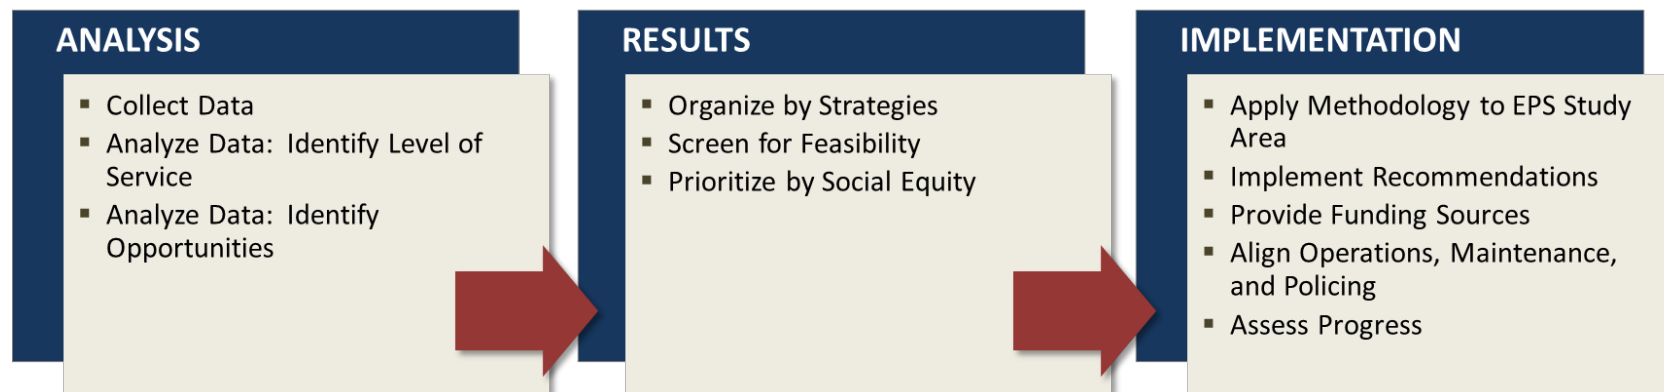 ANALYSIS
Collect Data
Analyze Data: Identify Level of
Service
Analyze Data: Identify
Opportunities
RESULTS
Organize by Strategies
Screen for Feasibility
Prioritize by Social Equity
IMPLEMENTATION
Apply Methodology to EPS Study
Area
Implement Recommendations
Provide Funding Sources
Align Operations, Maintenance,
and Policing
Assess Progress